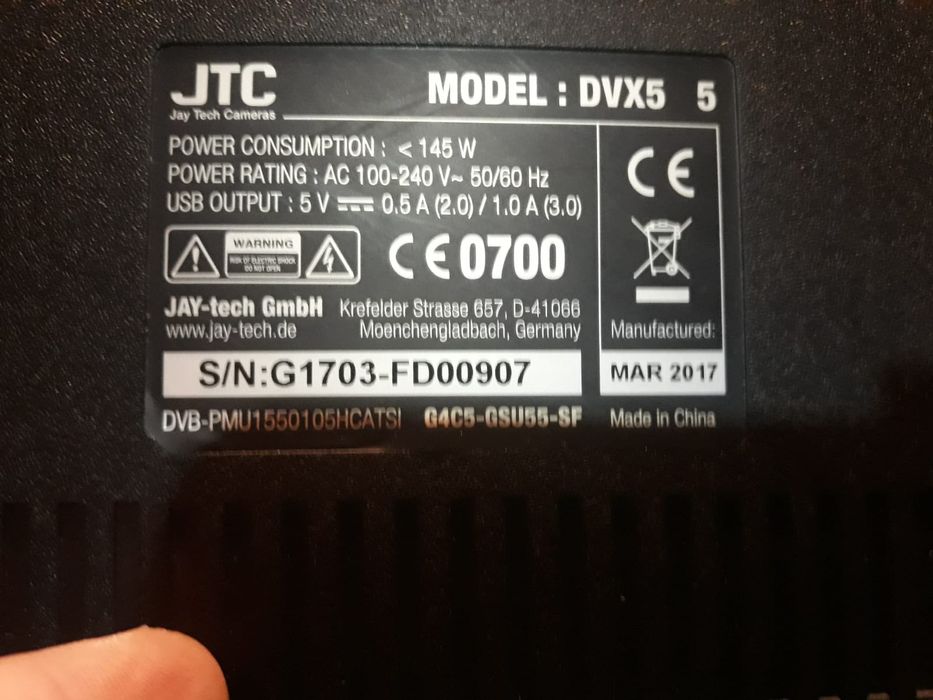 JTC
Jay Tech Cameras
MODEL : DVX5 5
POWER CONSUMPTION : < 145 W
POWER RATING : AC 100-240 V~ 50/60 Hz
USB OUTPUT : 5 V ⎓ 0.5 A (2.0) / 1.0 A (3.0)
WARNING
RISK OF ELECTRIC SHOCK
DO NOT OPEN
CE 0700
CE
JAY-tech GmbH Krefelder Strasse 657, D-41066
www.jay-tech.de Moenchengladbach, Germany
Manufactured:
S/N:G1703-FD00907
MAR 2017
DVB-PMU1550105HCATSI G4C5-GSU55-SF
Made in China